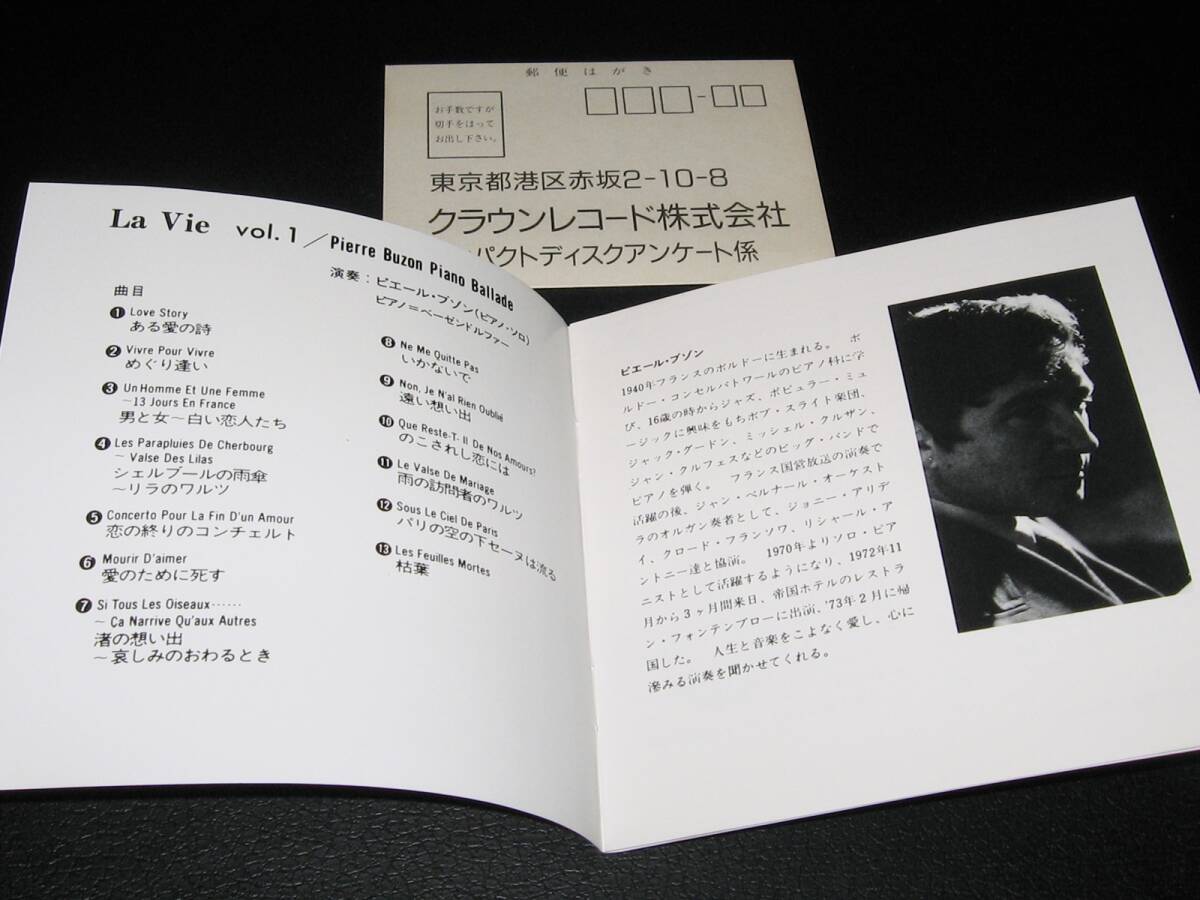 郵便はがき
お手数ですが
切手をはって
お出し下さい。
東京都港区赤坂2-10-8
クラウンレコード株式会社
パクトディスクアンケート係
La Vie vol.1/Pierre Buzon Piano Ballade
演奏:ピエール・ブゾン(ピアノ・ソロ)
ピアノ=ベーゼンドルファー
曲目
❶ Love Story
ある愛の詩
❷ Vivre Pour Vivre
めぐり逢い
❸ Un Homme Et Une Femme
~13 Jours En France
男と女~白い恋人たち
❹ Les Parapluies De Cherbourg
~ Valse Des Lilas
シェルブールの雨傘
~リラのワルツ
❺ Concerto Pour La Fin D'un Amour
恋の終りのコンチェルト
❻ Mourir D'aimer
愛のために死す
❼ Si Tous Les Oiseaux……
~ Ça Narrive Qu'aux Autres
渚の想い出
~哀しみのおわるとき
❽ Ne Me Quitte Pas
いかないで
❾ Non, Je N'ai Rien Oublié
遠い想い出
❿ Que Reste-T- Il De Nos Amours?
のこされし恋には
⓫ Le Valse De Mariage
雨の訪問者のワルツ
⓬ Sous Le Ciel De Paris
パリの空の下セーヌは流る
⓭ Les Feuilles Mortes
枯葉
ピエール・ブゾン
1940年フランスのボルドーに生まれる。 ボ
ルドー・コンセルバトワールのピアノ科に学
び、16歳の時からジャズ、ポピュラー・ミュ
ージックに興味をもちボブ・スライト楽団、
ジャック・グードン、ミッシェル・クルザン、
ジャン・クルフェスなどのビッグ・バンドで
ピアノを弾く。 フランス国営放送の演奏で
活躍の後、ジャン・ベルナール・オーケスト
ラのオルガン奏者として、ジョニー・アリデ
イ、クロード・フランソワ、リシャール・ア
ントニー達と協演。 1970年よりソロ・ピア
ニストとして活躍するようになり、1972年11
月から3ヶ月間来日、帝国ホテルのレストラ
ン・フォンテンブローに出演、'73年2月に帰
国した。 人生と音楽をこよなく愛し、心に
滲みる演奏を聞かせてくれる。